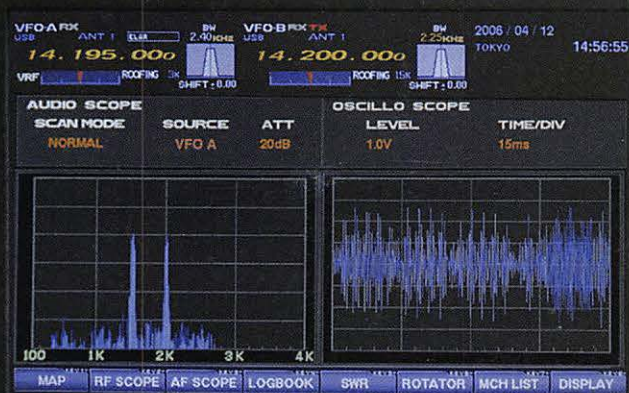 VFO-A RX
USB ANT 1 ELNR
14.195.000
VRF ROOFING 3K
BW
2.40KHZ
SHIFT: 0.00
VFO-B RX TX
USB ANT 1
14.200.000
ROOFING 15K
BW
2.25KHZ
SHIFT: 0.00
2006 / 04 / 12
TOKYO 14:56:55
AUDIO SCOPE
SCAN MODE SOURCE ATT
NORMAL VFO A 20dB
OSCILLO SCOPE
LEVEL TIME/DIV
1.0V 15ms
100 1K 2K 3K 4K
MAP RF SCOPE AF SCOPE LOGBOOK SWR ROTATOR MCH LIST DISPLAY